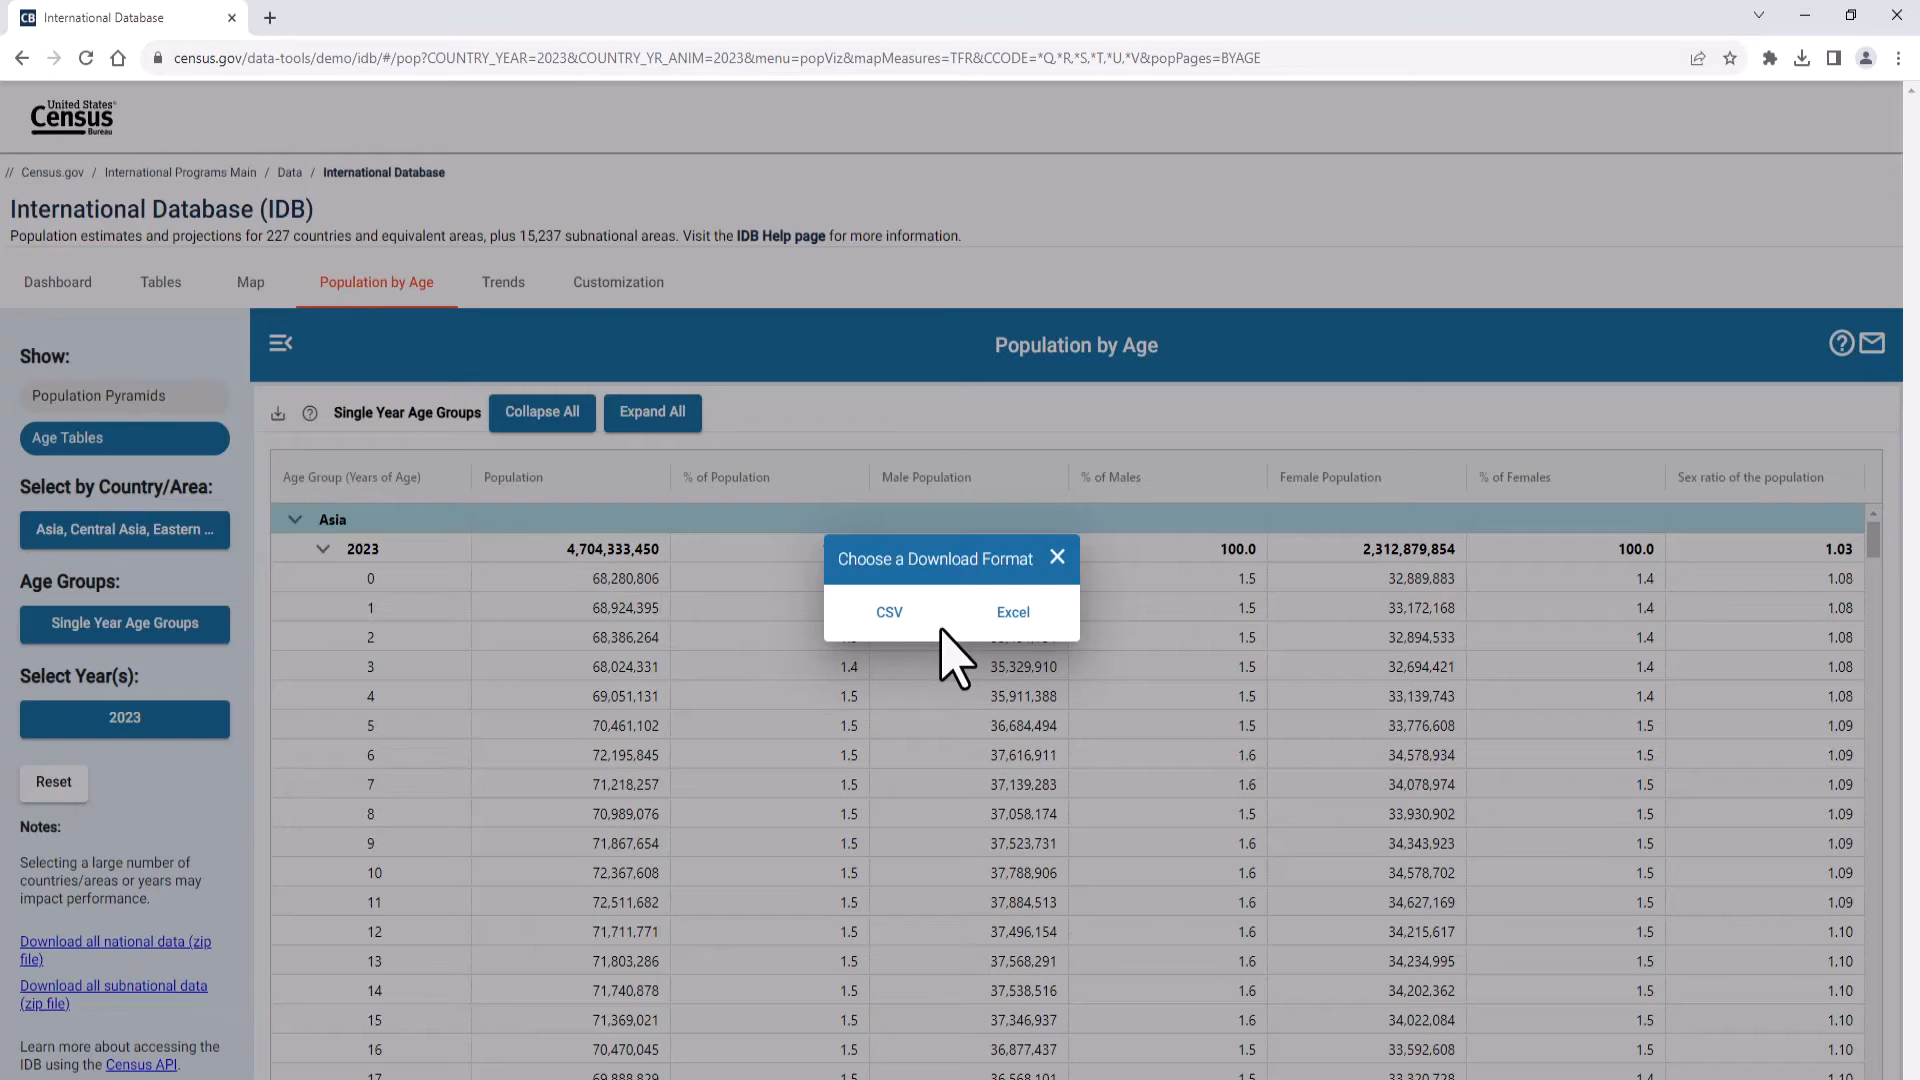 CB International Database
census.gov/data-tools/demo/idb/#/pop?COUNTRY_YEAR=2023&COUNTRY_YR_ANIM=2023&menu=popViz&mapMeasures=TFR&CCODE=*Q,*R,*S,*T,*U,*V&popPages=BYAGE
United States®
Census
Bureau
// Census.gov / International Programs Main / Data / International Database
International Database (IDB)
Population estimates and projections for 227 countries and equivalent areas, plus 15,237 subnational areas. Visit the IDB Help page for more information.
Dashboard Tables Map Population by Age Trends Customization
Show:
Population Pyramids
Age Tables
Select by Country/Area:
Asia, Central Asia, Eastern ...
Age Groups:
Single Year Age Groups
Select Year(s):
2023
Reset
Notes:
Selecting a large number of
countries/areas or years may
impact performance.
Download all national data (zip
file)
Download all subnational data
(zip file)
Learn more about accessing the
IDB using the Census API.
Population by Age
Single Year Age Groups Collapse All Expand All
Age Group (Years of Age) Population % of Population Male Population % of Males Female Population % of Females Sex ratio of the population
Asia
2023 4,704,333,450 100.0 2,312,879,854 100.0 1.03
0 68,280,806 1.5 32,889,883 1.4 1.08
1 68,924,395 1.5 33,172,168 1.4 1.08
2 68,386,264 1.5 32,894,533 1.4 1.08
3 68,024,331 1.4 35,329,910 1.5 32,694,421 1.4 1.08
4 69,051,131 1.5 35,911,388 1.5 33,139,743 1.4 1.08
5 70,461,102 1.5 36,684,494 1.5 33,776,608 1.5 1.09
6 72,195,845 1.5 37,616,911 1.6 34,578,934 1.5 1.09
7 71,218,257 1.5 37,139,283 1.6 34,078,974 1.5 1.09
8 70,989,076 1.5 37,058,174 1.5 33,930,902 1.5 1.09
9 71,867,654 1.5 37,523,731 1.6 34,343,923 1.5 1.09
10 72,367,608 1.5 37,788,906 1.6 34,578,702 1.5 1.09
11 72,511,682 1.5 37,884,513 1.6 34,627,169 1.5 1.09
12 71,711,771 1.5 37,496,154 1.6 34,215,617 1.5 1.10
13 71,803,286 1.5 37,568,291 1.6 34,234,995 1.5 1.10
14 71,740,878 1.5 37,538,516 1.6 34,202,362 1.5 1.10
15 71,369,021 1.5 37,346,937 1.6 34,022,084 1.5 1.10
16 70,470,045 1.5 36,877,437 1.5 33,592,608 1.5 1.10
17 69,888,829 1.5 36,568,101 1.5 33,320,728 1.4 1.10
Choose a Download Format
CSV Excel